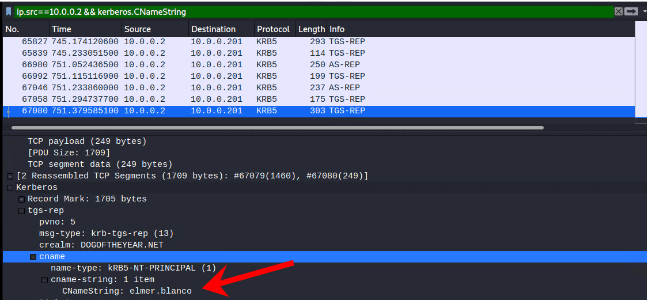 ip.src==10.0.0.2 && kerberos.CNameString
No. Time Source Destination Protocol Length Info
65827 745.174120600 10.0.0.2 10.0.0.201 KRB5 293 TGS-REP
65839 745.233051500 10.0.0.2 10.0.0.201 KRB5 114 TGS-REP
66980 751.052436500 10.0.0.2 10.0.0.201 KRB5 250 AS-REP
66992 751.115116900 10.0.0.2 10.0.0.201 KRB5 199 TGS-REP
67046 751.233860000 10.0.0.2 10.0.0.201 KRB5 237 AS-REP
67058 751.294737700 10.0.0.2 10.0.0.201 KRB5 175 TGS-REP
67080 751.379585100 10.0.0.2 10.0.0.201 KRB5 303 TGS-REP
TCP payload (249 bytes)
[PDU Size: 1709]
TCP segment data (249 bytes)
[2 Reassembled TCP Segments (1709 bytes): #67079(1460), #67080(249)]
Kerberos
Record Mark: 1705 bytes
tgs-rep
pvno: 5
msg-type: krb-tgs-rep (13)
crealm: DOGOFTHEYEAR.NET
cname
name-type: kRB5-NT-PRINCIPAL (1)
cname-string: 1 item
CNameString: elmer.blanco